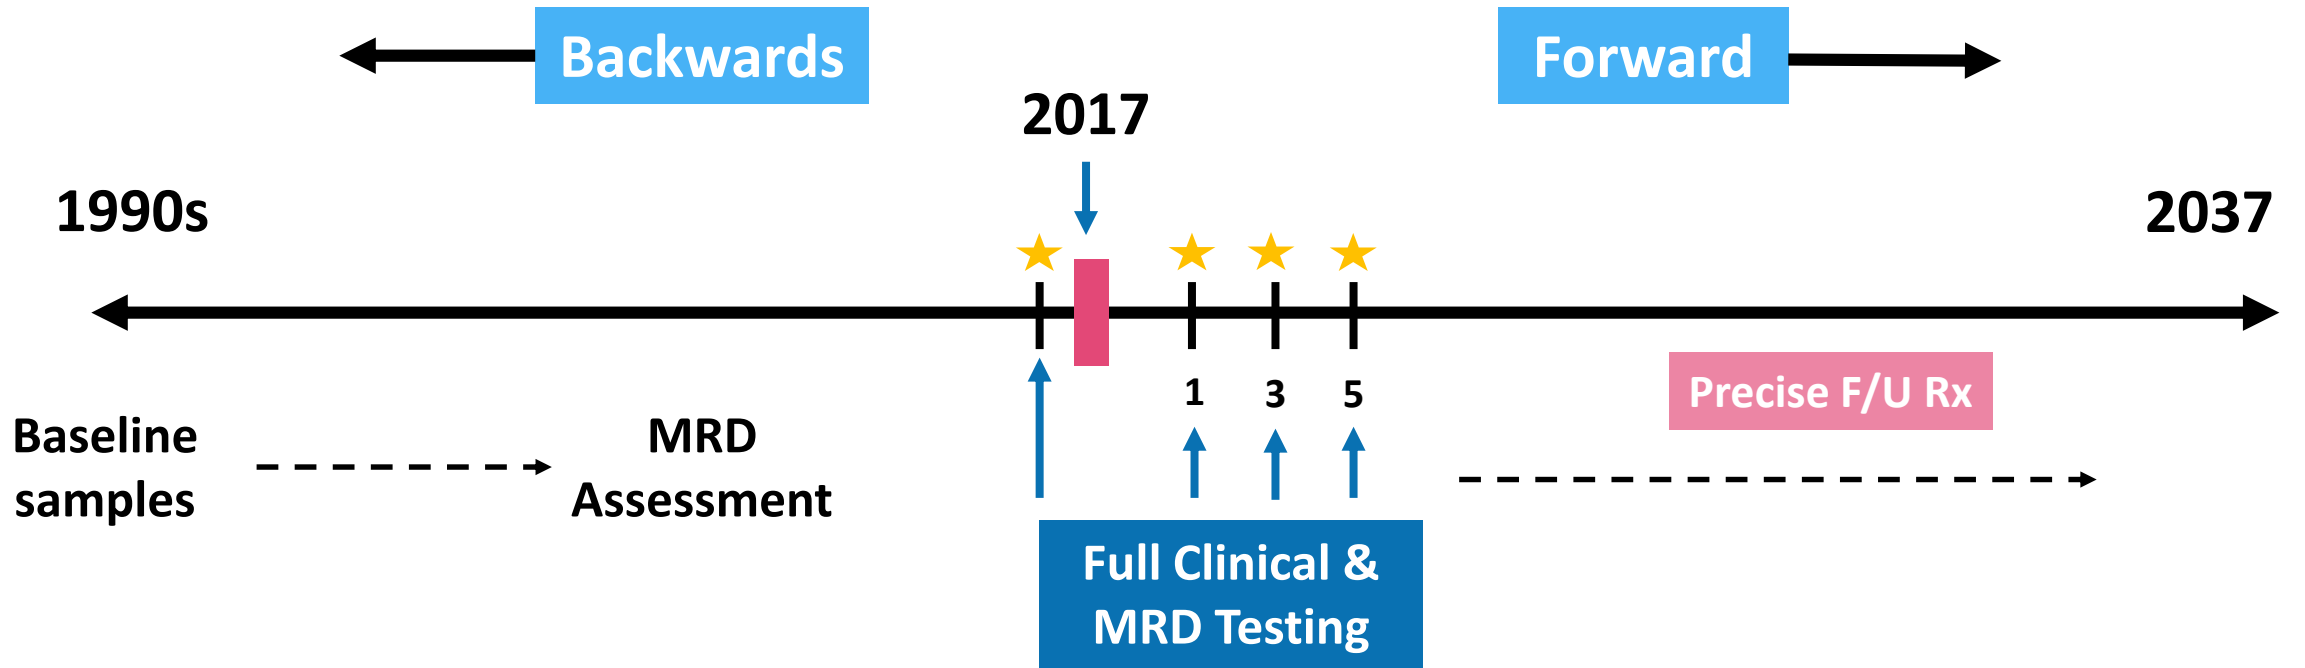 Backwards
Forward
2017
1990s
2037
1
3
5
Precise F/U Rx
Baseline
samples
MRD
Assessment
Full Clinical &
MRD Testing